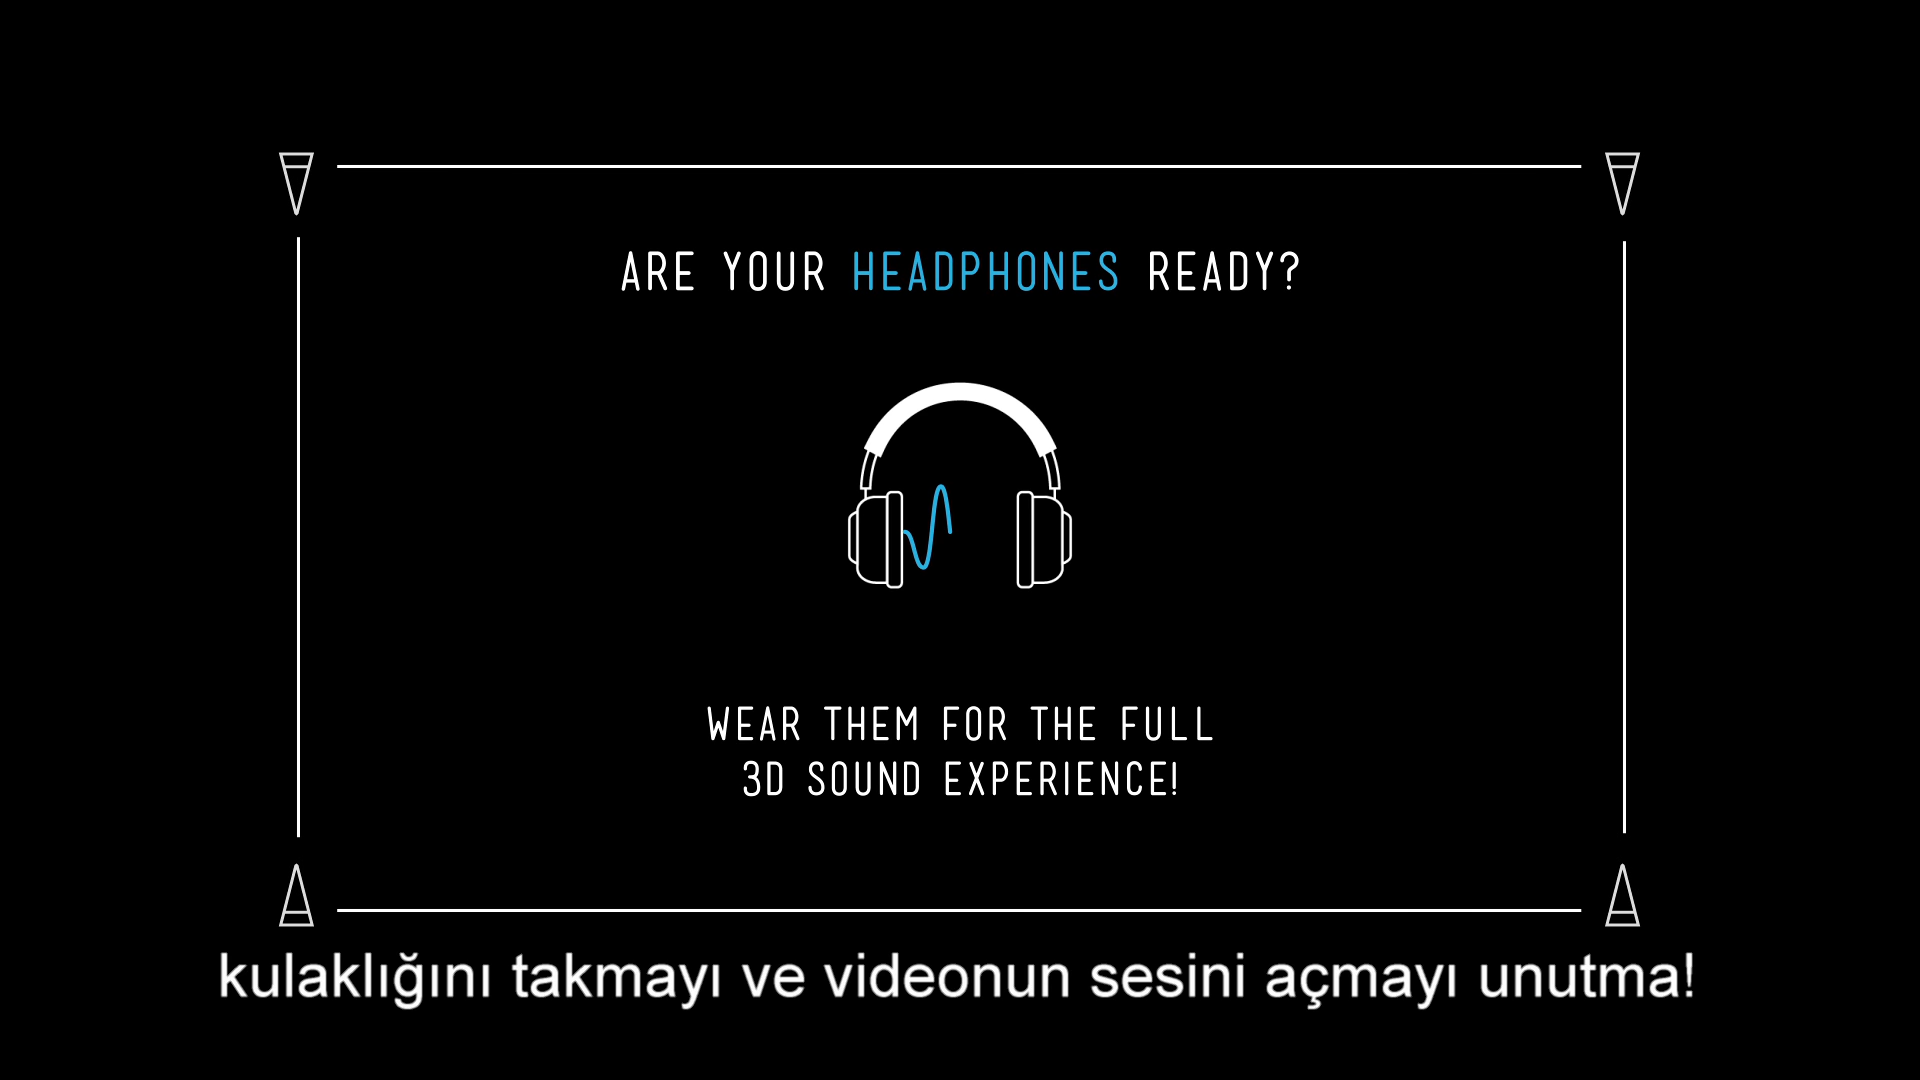 ARE YOUR HEADPHONES READY?
WEAR THEM FOR THE FULL
3D SOUND EXPERIENCE!
kulaklığını takmayı ve videonun sesini açmayı unutma!